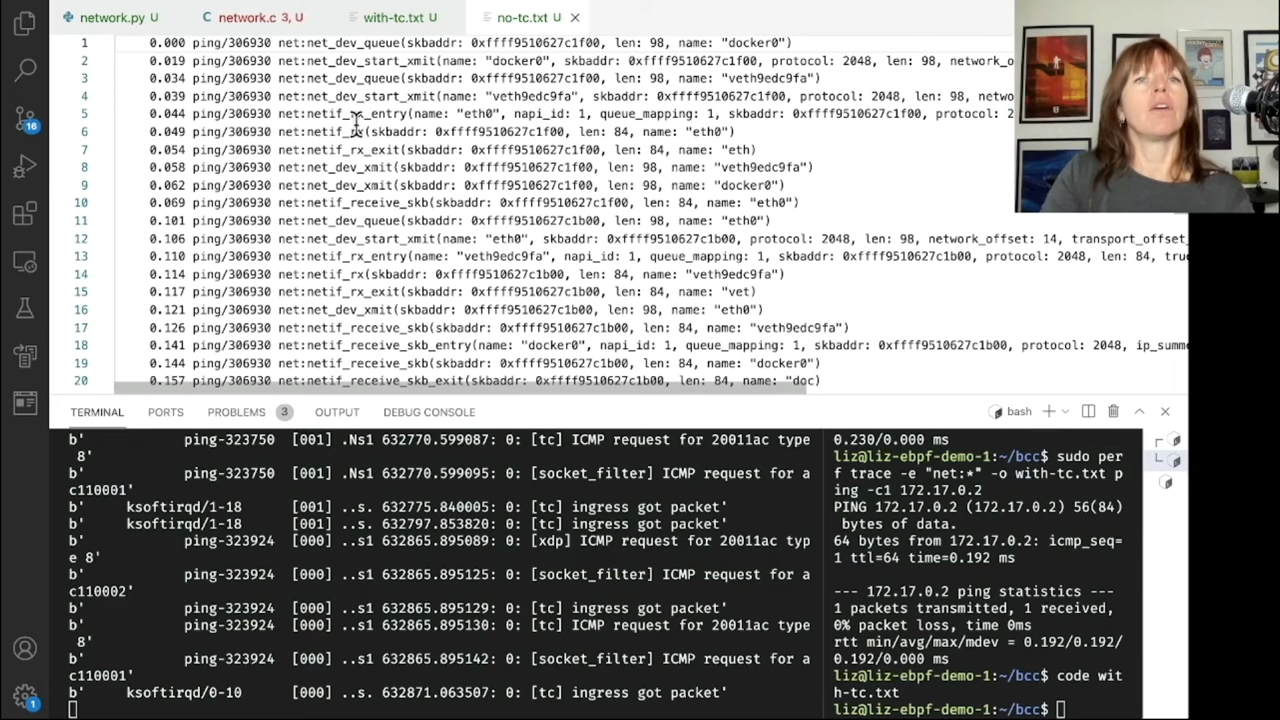 network.py U
network.c 3, U
with-tc.txt U
no-tc.txt U
1 0.000 ping/306930 net:net_dev_queue(skbaddr: 0xffff9510627c1f00, len: 98, name: "docker0")
2 0.019 ping/306930 net:net_dev_start_xmit(name: "docker0", skbaddr: 0xffff9510627c1f00, protocol: 2048, len: 98, network_o
3 0.034 ping/306930 net:net_dev_queue(skbaddr: 0xffff9510627c1f00, len: 98, name: "veth9edc9fa")
4 0.039 ping/306930 net:net_dev_start_xmit(name: "veth9edc9fa", skbaddr: 0xffff9510627c1f00, protocol: 2048, len: 98, netwo
5 0.044 ping/306930 net:netif_rx_entry(name: "eth0", napi_id: 1, queue_mapping: 1, skbaddr: 0xffff9510627c1f00, protocol: 2
6 0.049 ping/306930 net:netif_rx(skbaddr: 0xffff9510627c1f00, len: 84, name: "eth0")
7 0.054 ping/306930 net:netif_rx_exit(skbaddr: 0xffff9510627c1f00, len: 84, name: "eth)
8 0.058 ping/306930 net:net_dev_xmit(skbaddr: 0xffff9510627c1f00, len: 98, name: "veth9edc9fa")
9 0.062 ping/306930 net:net_dev_xmit(skbaddr: 0xffff9510627c1f00, len: 98, name: "docker0")
10 0.069 ping/306930 net:netif_receive_skb(skbaddr: 0xffff9510627c1f00, len: 84, name: "eth0")
11 0.101 ping/306930 net:net_dev_queue(skbaddr: 0xffff9510627c1b00, len: 98, name: "eth0")
12 0.106 ping/306930 net:net_dev_start_xmit(name: "eth0", skbaddr: 0xffff9510627c1b00, protocol: 2048, len: 98, network_offset: 14, transport_offset_
13 0.110 ping/306930 net:netif_rx_entry(name: "veth9edc9fa", napi_id: 1, queue_mapping: 1, skbaddr: 0xffff9510627c1b00, protocol: 2048, len: 84, true
14 0.114 ping/306930 net:netif_rx(skbaddr: 0xffff9510627c1b00, len: 84, name: "veth9edc9fa")
15 0.117 ping/306930 net:netif_rx_exit(skbaddr: 0xffff9510627c1b00, len: 84, name: "vet)
16 0.121 ping/306930 net:net_dev_xmit(skbaddr: 0xffff9510627c1b00, len: 98, name: "eth0")
17 0.126 ping/306930 net:netif_receive_skb(skbaddr: 0xffff9510627c1b00, len: 84, name: "veth9edc9fa")
18 0.141 ping/306930 net:netif_receive_skb_entry(name: "docker0", napi_id: 1, queue_mapping: 1, skbaddr: 0xffff9510627c1b00, protocol: 2048, ip_summe
19 0.144 ping/306930 net:netif_receive_skb(skbaddr: 0xffff9510627c1b00, len: 84, name: "docker0")
20 0.157 ping/306930 net:netif_receive_skb_exit(skbaddr: 0xffff9510627c1b00, len: 84, name: "doc)
16
TERMINAL PORTS PROBLEMS 3 OUTPUT DEBUG CONSOLE
bash
b' ping-323750 [001] .Ns1 632770.599087: 0: [tc] ICMP request for 20011ac type
8'
b' ping-323750 [001] .Ns1 632770.599095: 0: [socket_filter] ICMP request for a
c110001'
b' ksoftirqd/1-18 [001] ..s. 632775.840005: 0: [tc] ingress got packet'
b' ksoftirqd/1-18 [001] ..s. 632797.853820: 0: [tc] ingress got packet'
b' ping-323924 [000] ..s1 632865.895089: 0: [xdp] ICMP request for 20011ac typ
e 8'
b' ping-323924 [000] ..s1 632865.895125: 0: [socket_filter] ICMP request for a
c110002'
b' ping-323924 [000] ..s1 632865.895129: 0: [tc] ingress got packet'
b' ping-323924 [000] ..s1 632865.895130: 0: [tc] ICMP request for 20011ac type
8'
b' ping-323924 [000] ..s1 632865.895142: 0: [socket_filter] ICMP request for a
c110001'
b' ksoftirqd/0-10 [000] ..s. 632871.063507: 0: [tc] ingress got packet'
0.230/0.000 ms
liz@liz-ebpf-demo-1:~/bcc$ sudo per
f trace -e "net:*" -o with-tc.txt p
ing -c1 172.17.0.2
PING 172.17.0.2 (172.17.0.2) 56(84)
bytes of data.
64 bytes from 172.17.0.2: icmp_seq=
1 ttl=64 time=0.192 ms
--- 172.17.0.2 ping statistics ---
1 packets transmitted, 1 received,
0% packet loss, time 0ms
rtt min/avg/max/mdev = 0.192/0.192/
0.192/0.000 ms
liz@liz-ebpf-demo-1:~/bcc$ code wit
h-tc.txt
liz@liz-ebpf-demo-1:~/bcc$
1